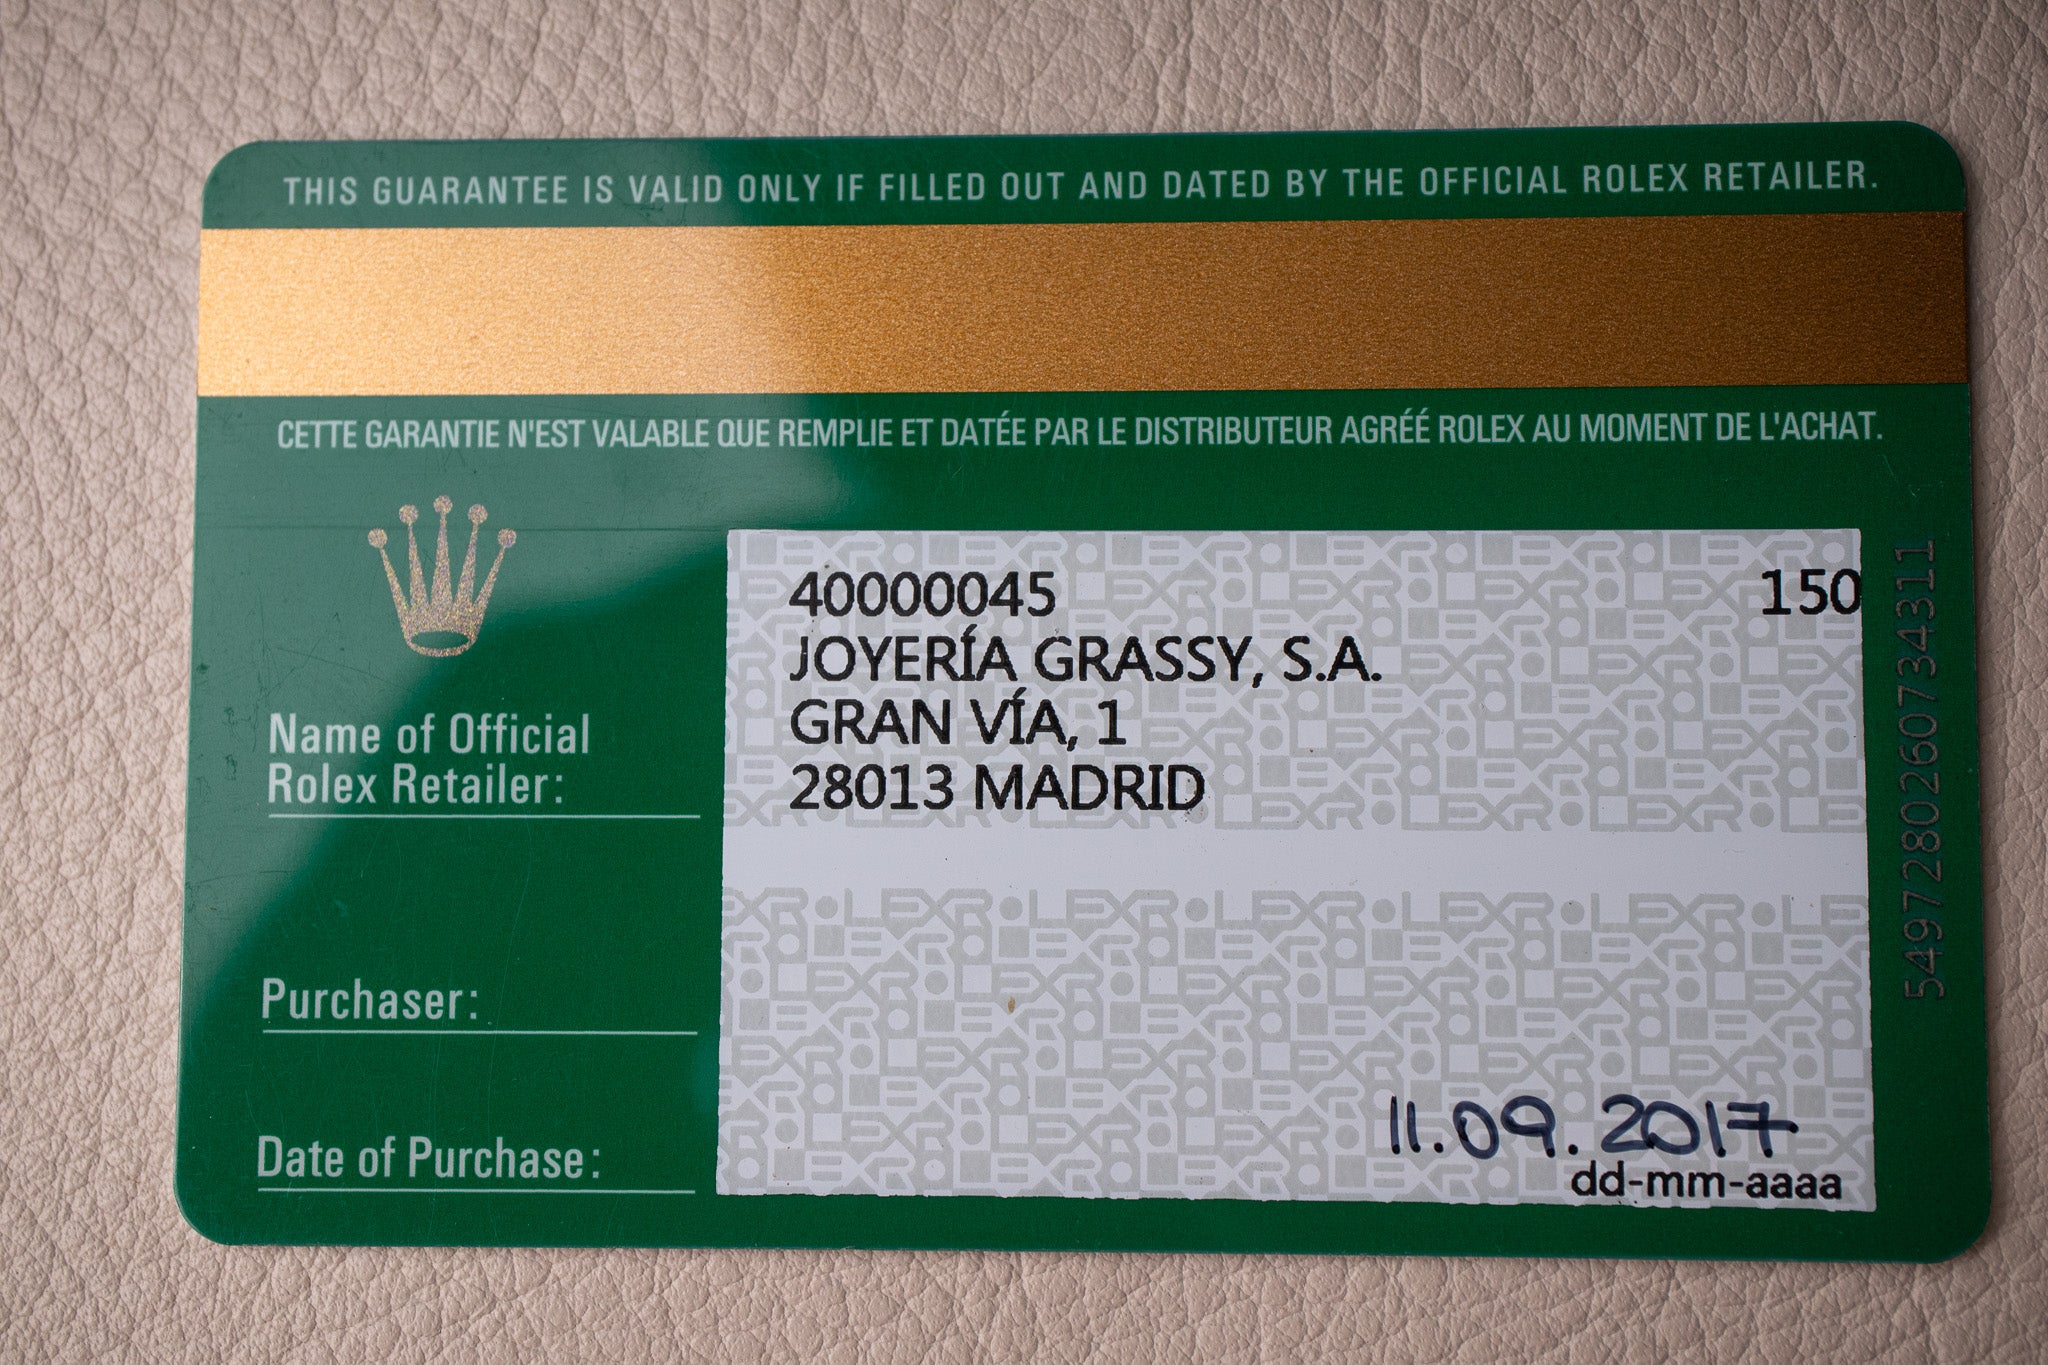 THIS GUARANTEE IS VALID ONLY IF FILLED OUT AND DATED BY THE OFFICIAL ROLEX RETAILER.
CETTE GARANTIE N'EST VALABLE QUE REMPLIE ET DATÉE PAR LE DISTRIBUTEUR AGRÉÉ ROLEX AU MOMENT DE L'ACHAT.
40000045 150
JOYERÍA GRASSY, S.A.
GRAN VÍA, 1
28013 MADRID
Name of Official
Rolex Retailer:
Purchaser:
Date of Purchase:
11.09.2017
dd-mm-aaaa
5497280260734311